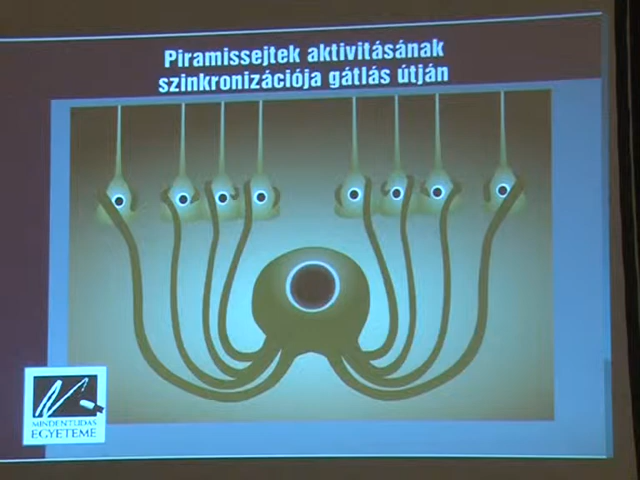 Piramissejtek aktivitásának
szinkronizációja gátlás útján
MINDENTUDÁS
EGYETEME